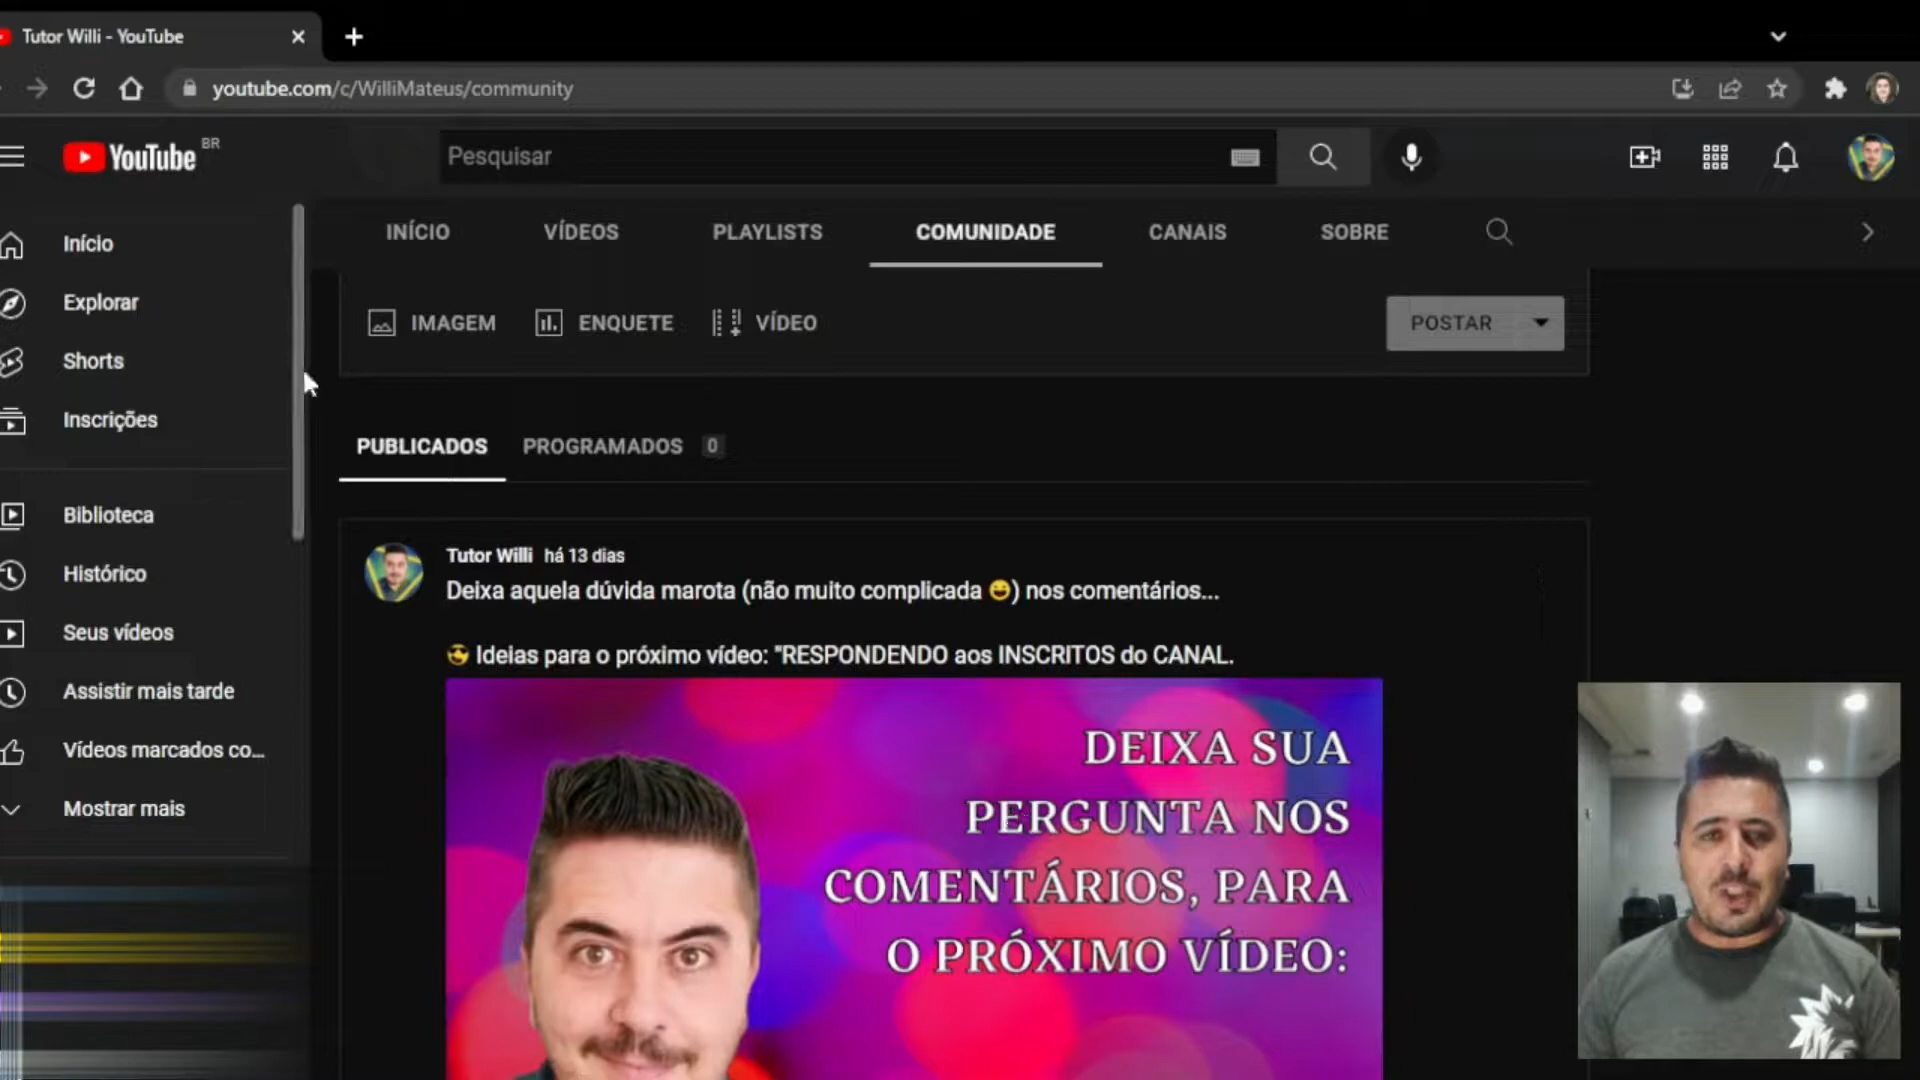 Tutor Willi - YouTube
youtube.com/c/WilliMateus/community
YouTube BR
Pesquisar
INÍCIO VÍDEOS PLAYLISTS COMUNIDADE CANAIS SOBRE
Início
Explorar
Shorts
Inscrições
Biblioteca
Histórico
Seus vídeos
Assistir mais tarde
Vídeos marcados co...
Mostrar mais
IMAGEM ENQUETE VÍDEO POSTAR
PUBLICADOS PROGRAMADOS 0
Tutor Willi há 13 dias
Deixa aquela dúvida marota (não muito complicada 😄) nos comentários...
😎 Ideias para o próximo vídeo: "RESPONDENDO aos INSCRITOS do CANAL.
DEIXA SUA
PERGUNTA NOS
COMENTÁRIOS, PARA
O PRÓXIMO VÍDEO: